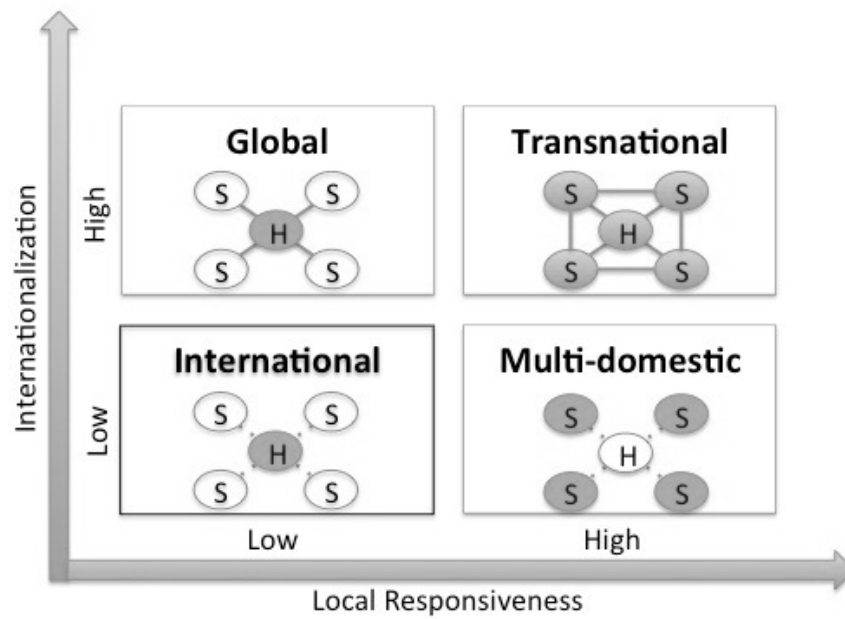 Global
Transnational
S S
S S
H
H
S S
S S
High
International
Multi-domestic
S S
S S
H
H
S S
S S
Low
Low
High
Internationalization
Local Responsiveness